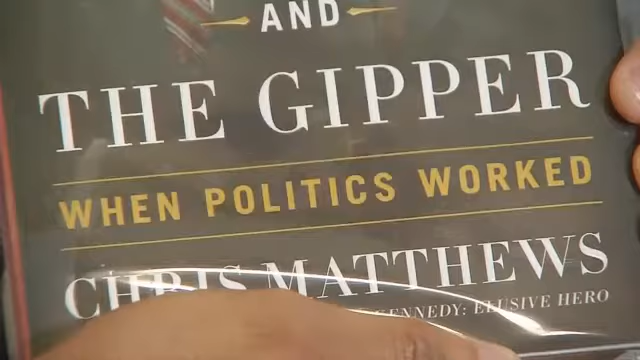 AND
THE GIPPER
WHEN POLITICS WORKED
CHRIS MATTHEWS
KENNEDY: ELUSIVE HERO